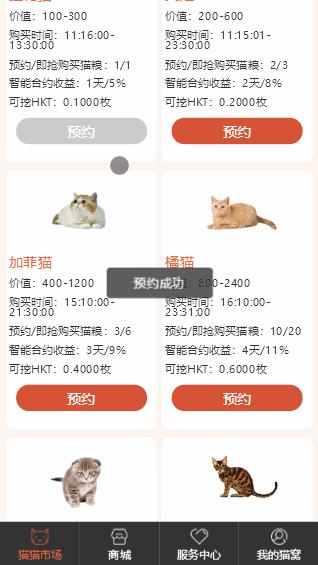 价值：100-300
购买时间：11:16:00-
13:30:00
预约/即抢购买猫粮：1/1
智能合约收益：1天/5%
可挖HKT：0.1000枚
预约
价值：200-600
购买时间：11:15:01-
23:30:00
预约/即抢购买猫粮：2/3
智能合约收益：2天/8%
可挖HKT：0.2000枚
预约
加菲猫
价值：400-1200
购买时间：15:10:00-
21:30:00
预约/即抢购买猫粮：3/6
智能合约收益：3天/9%
可挖HKT：0.4000枚
预约
橘猫
价值：800-2400
购买时间：16:10:00-
23:31:00
预约/即抢购买猫粮：10/20
智能合约收益：4天/11%
可挖HKT：0.6000枚
预约
预约成功
猫猫市场
商城
服务中心
我的猫窝